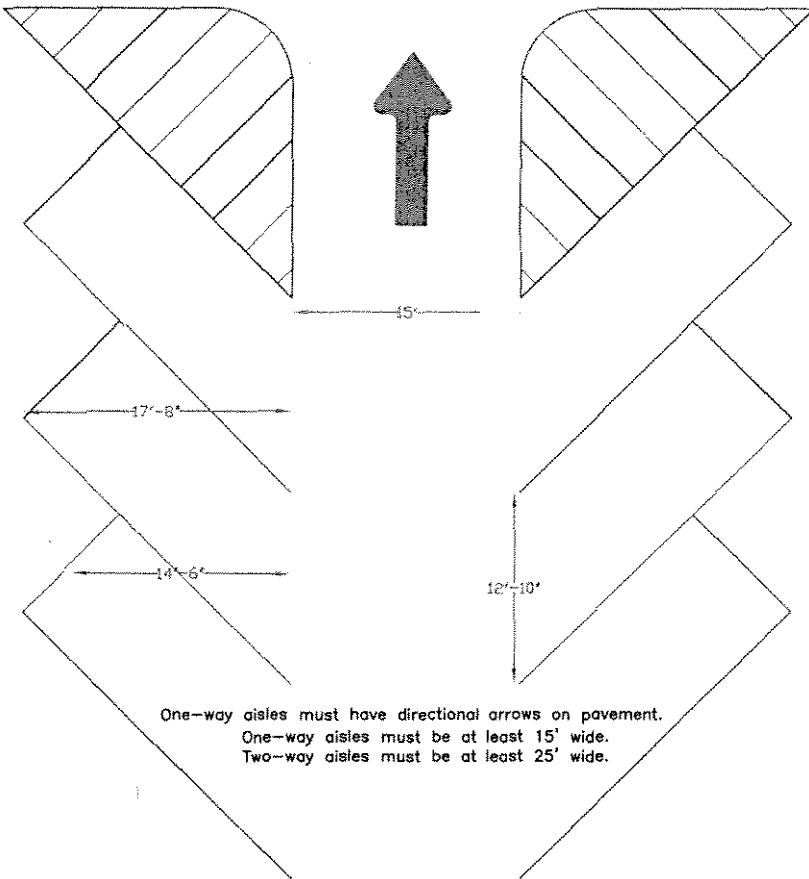 15'
17'-8"
14'-6"
12'-10"
One-way aisles must have directional arrows on pavement.
One-way aisles must be at least 15' wide.
Two-way aisles must be at least 25' wide.